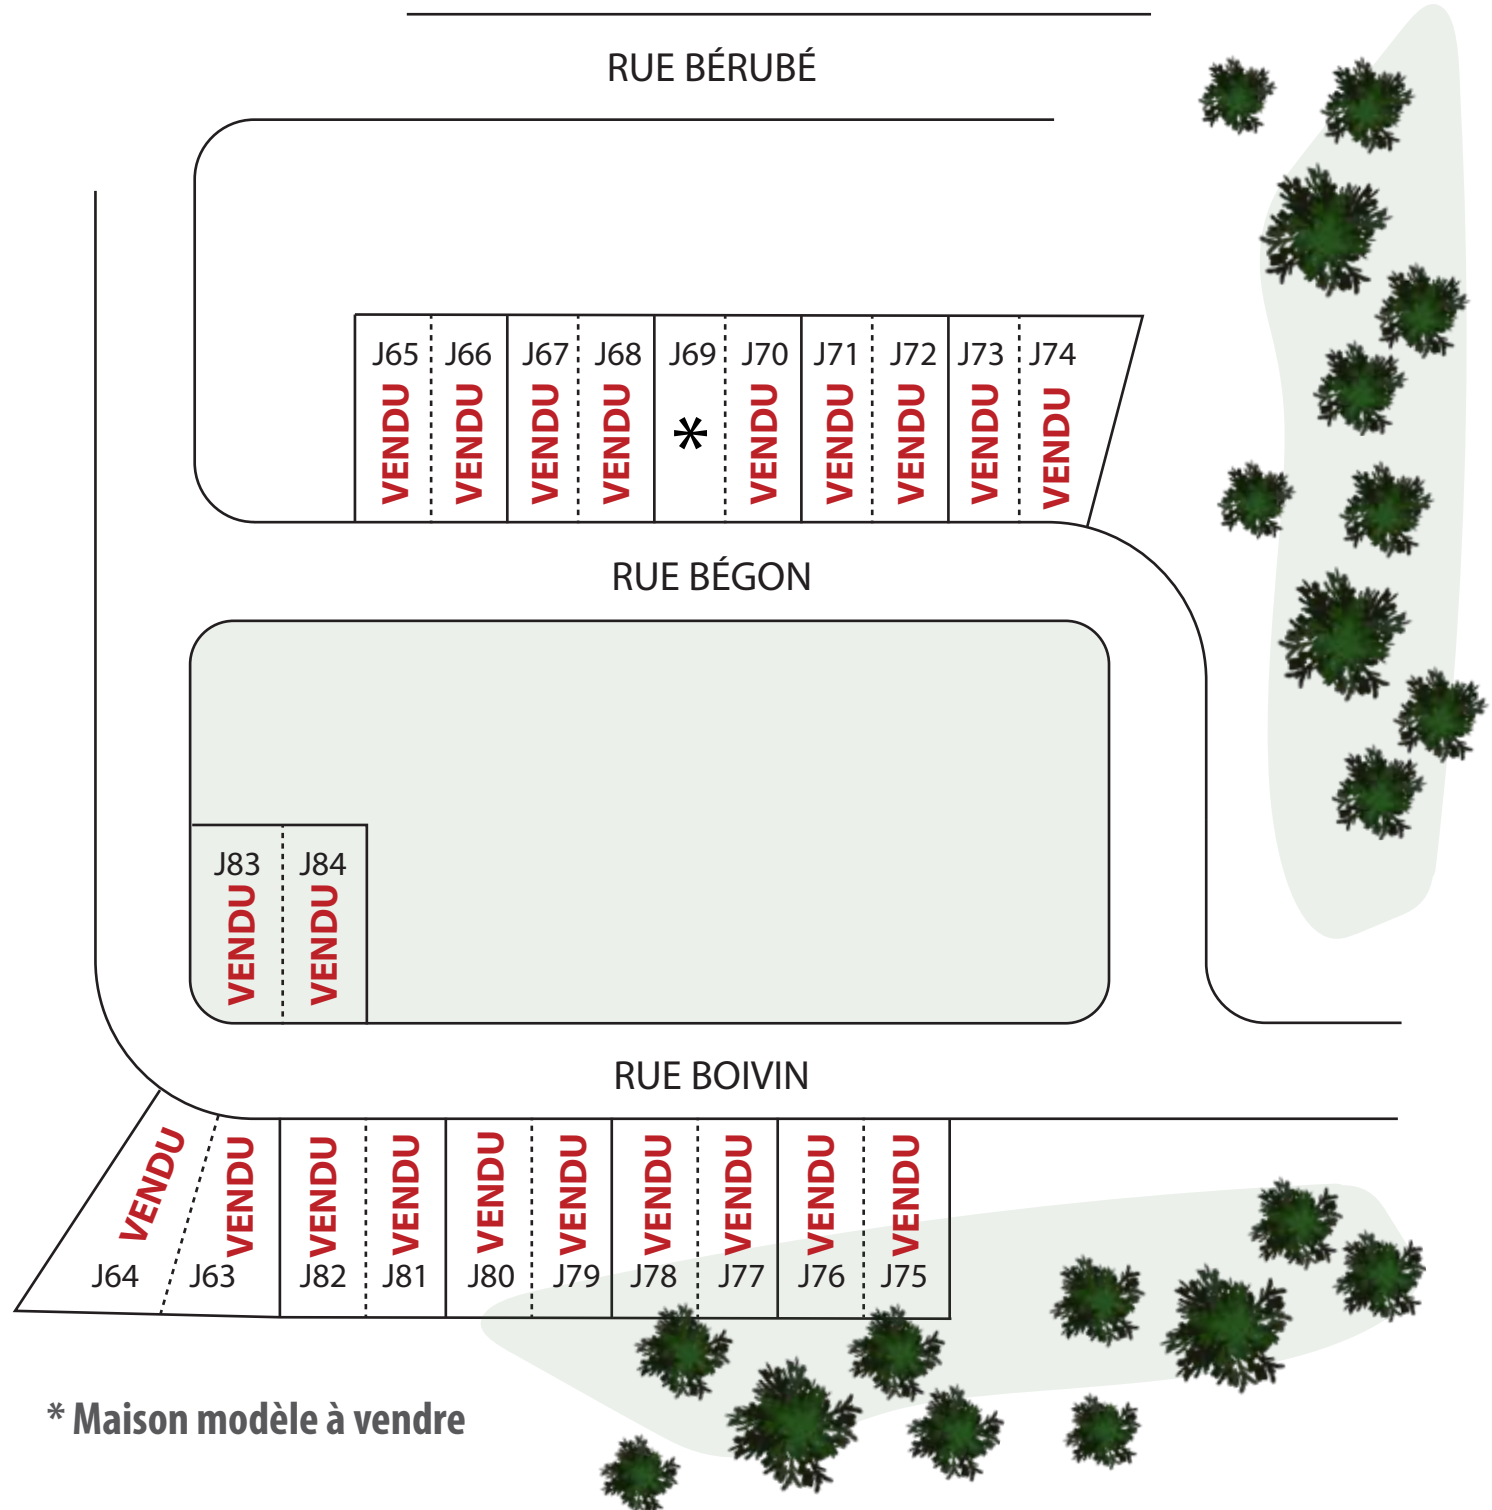 RUE BÉRUBÉ
J65 J66 J67 J68 J69 J70 J71 J72 J73 J74
VENDU VENDU VENDU VENDU * VENDU VENDU VENDU VENDU VENDU
RUE BÉGON
J83 J84
VENDU VENDU
RUE BOIVIN
VENDU VENDU VENDU VENDU VENDU VENDU VENDU VENDU VENDU VENDU
J64 J63 J82 J81 J80 J79 J78 J77 J76 J75
* Maison modèle à vendre